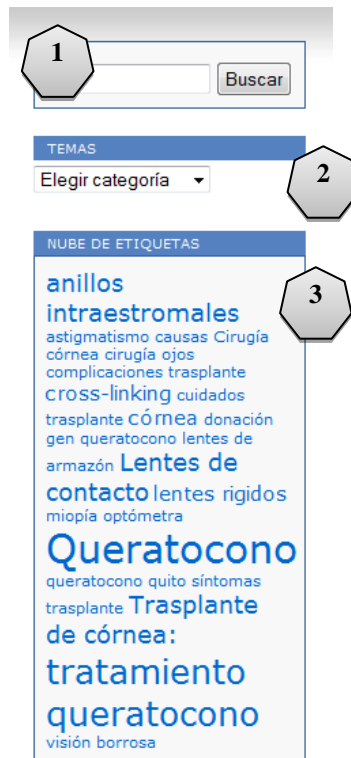 1
Buscar
TEMAS
2
Elegir categoría
NUBE DE ETIQUETAS
3
anillos
intraestromales
astigmatismo causas Cirugía
córnea cirugía ojos
complicaciones trasplante
cross-linking cuidados
trasplante córnea donación
gen queratocono lentes de
armazón Lentes de
contacto lentes rigidos
miopía optómetra
Queratocono
queratocono quito síntomas
trasplante Trasplante
de córnea:
tratamiento
queratocono
visión borrosa